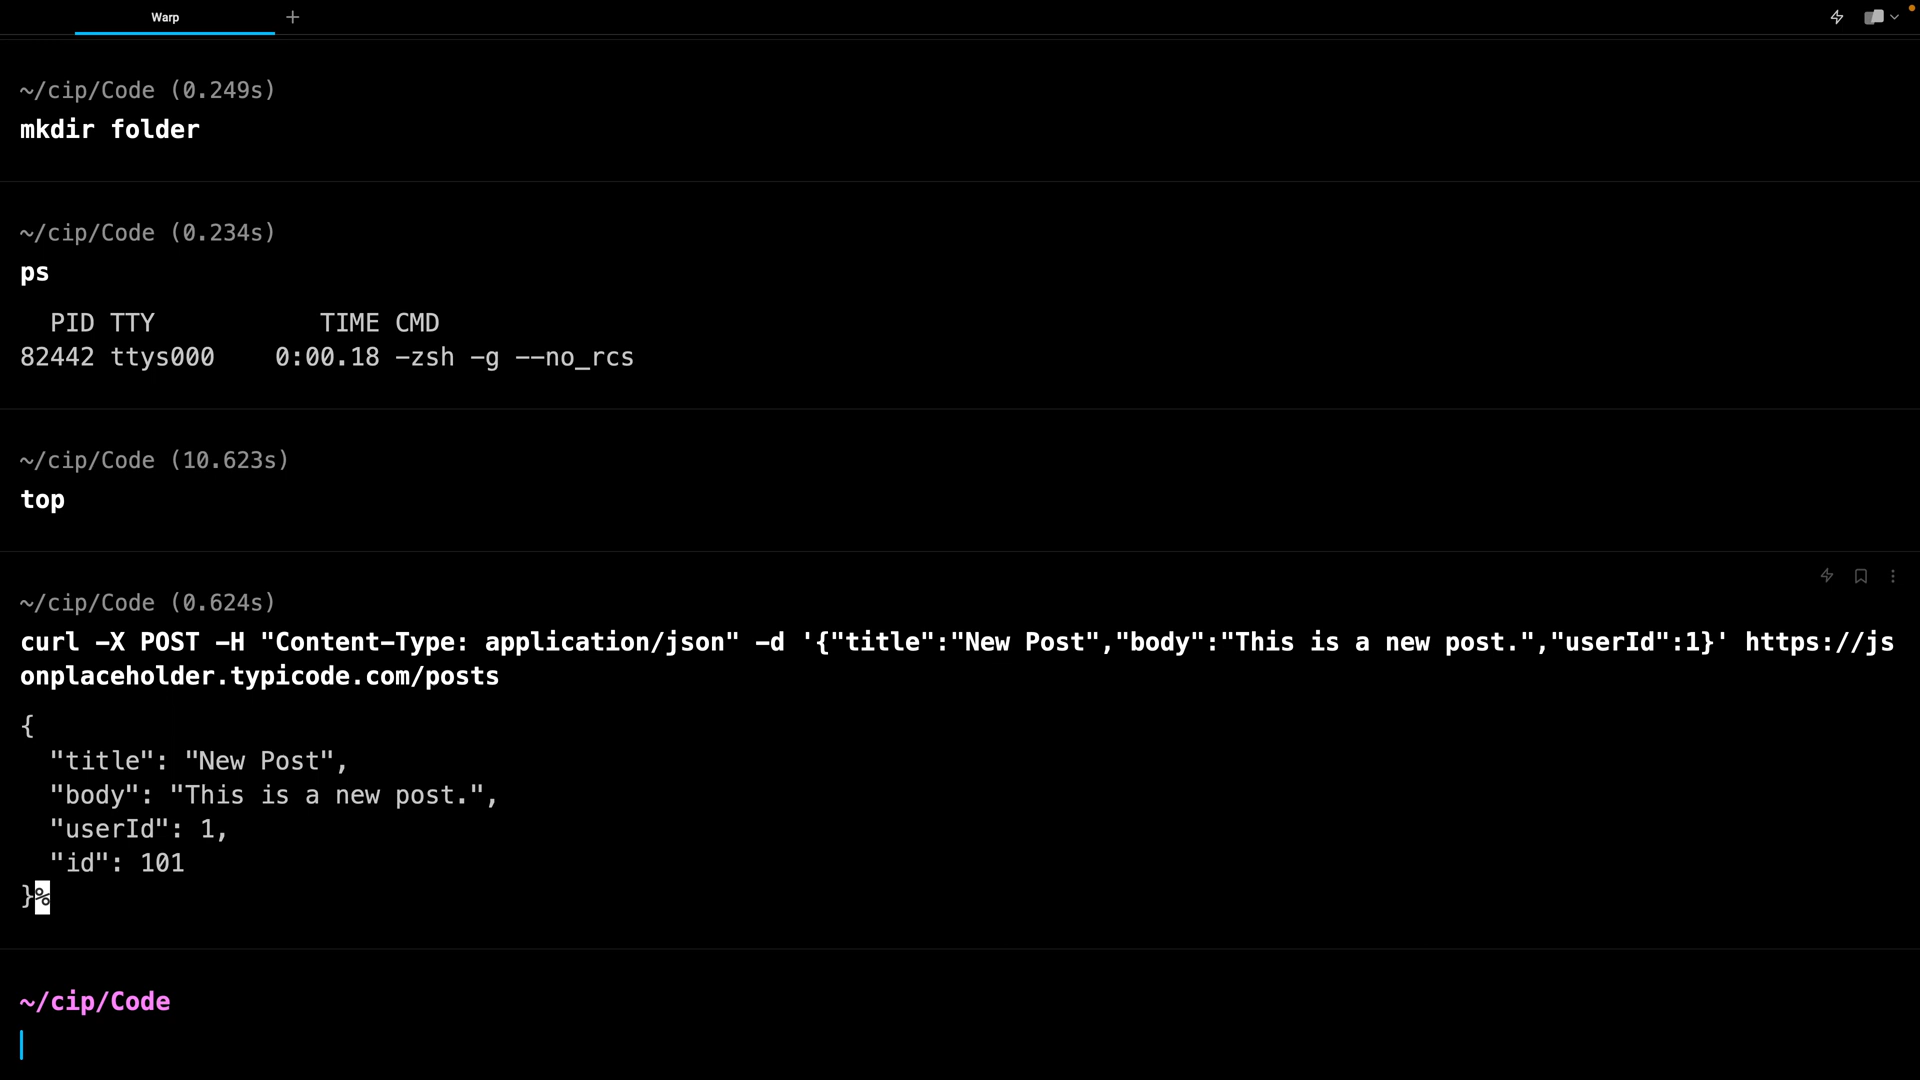 Warp
~/cip/Code (0.249s)
mkdir folder
~/cip/Code (0.234s)
ps
  PID TTY           TIME CMD
82442 ttys000    0:00.18 -zsh -g --no_rcs
~/cip/Code (10.623s)
top
~/cip/Code (0.624s)
curl -X POST -H "Content-Type: application/json" -d '{"title":"New Post","body":"This is a new post.","userId":1}' https://js
onplaceholder.typicode.com/posts
{
  "title": "New Post",
  "body": "This is a new post.",
  "userId": 1,
  "id": 101
}%
~/cip/Code